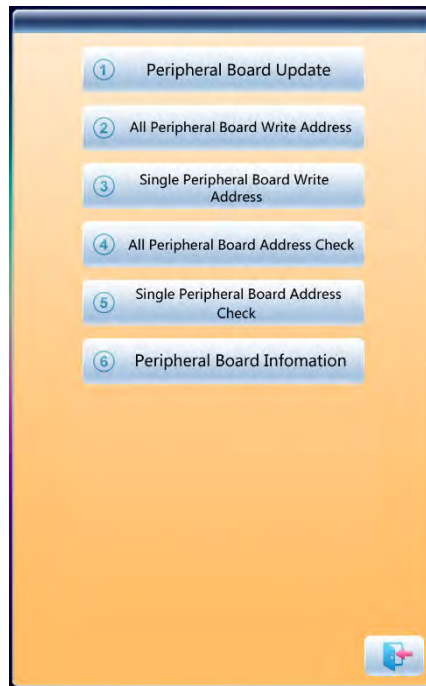 ① Peripheral Board Update
② All Peripheral Board Write Address
③ Single Peripheral Board Write
Address
④ All Peripheral Board Address Check
⑤ Single Peripheral Board Address
Check
⑥ Peripheral Board Infomation